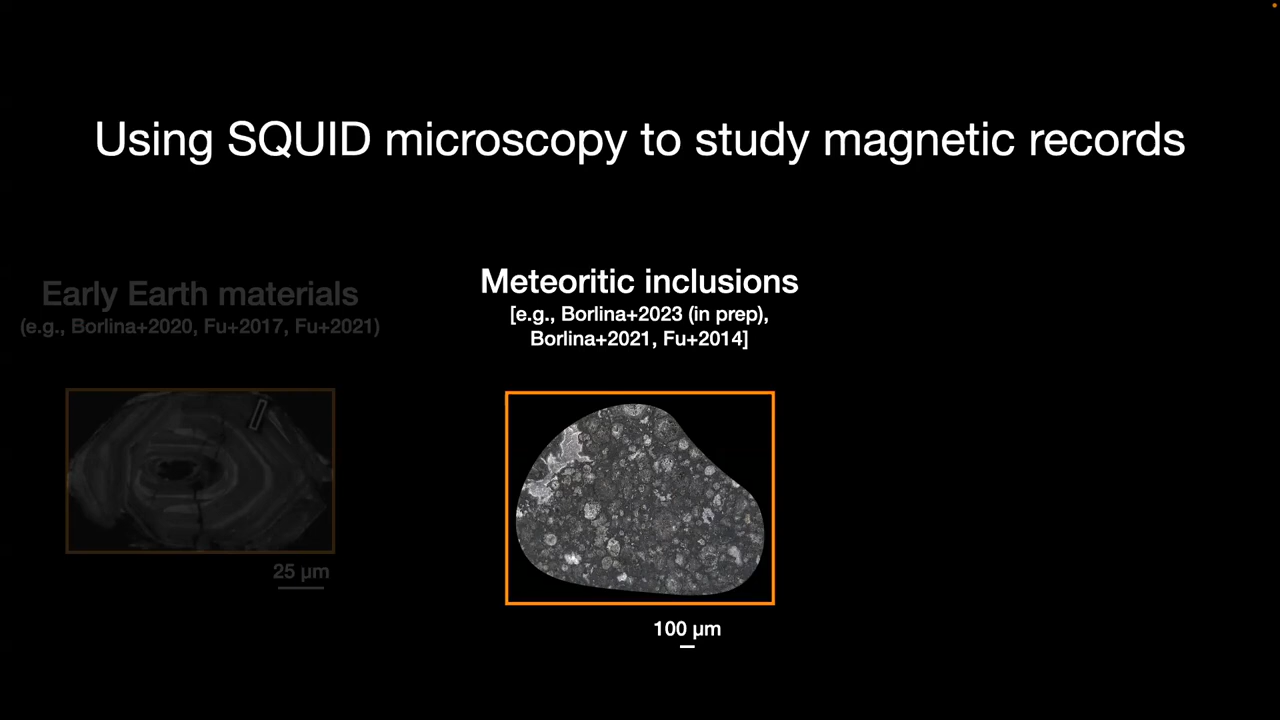 Using SQUID microscopy to study magnetic records
Early Earth materials
(e.g., Borlina+2020, Fu+2017, Fu+2021)
25 µm
Meteoritic inclusions
[e.g., Borlina+2023 (in prep),
Borlina+2021, Fu+2014]
100 µm